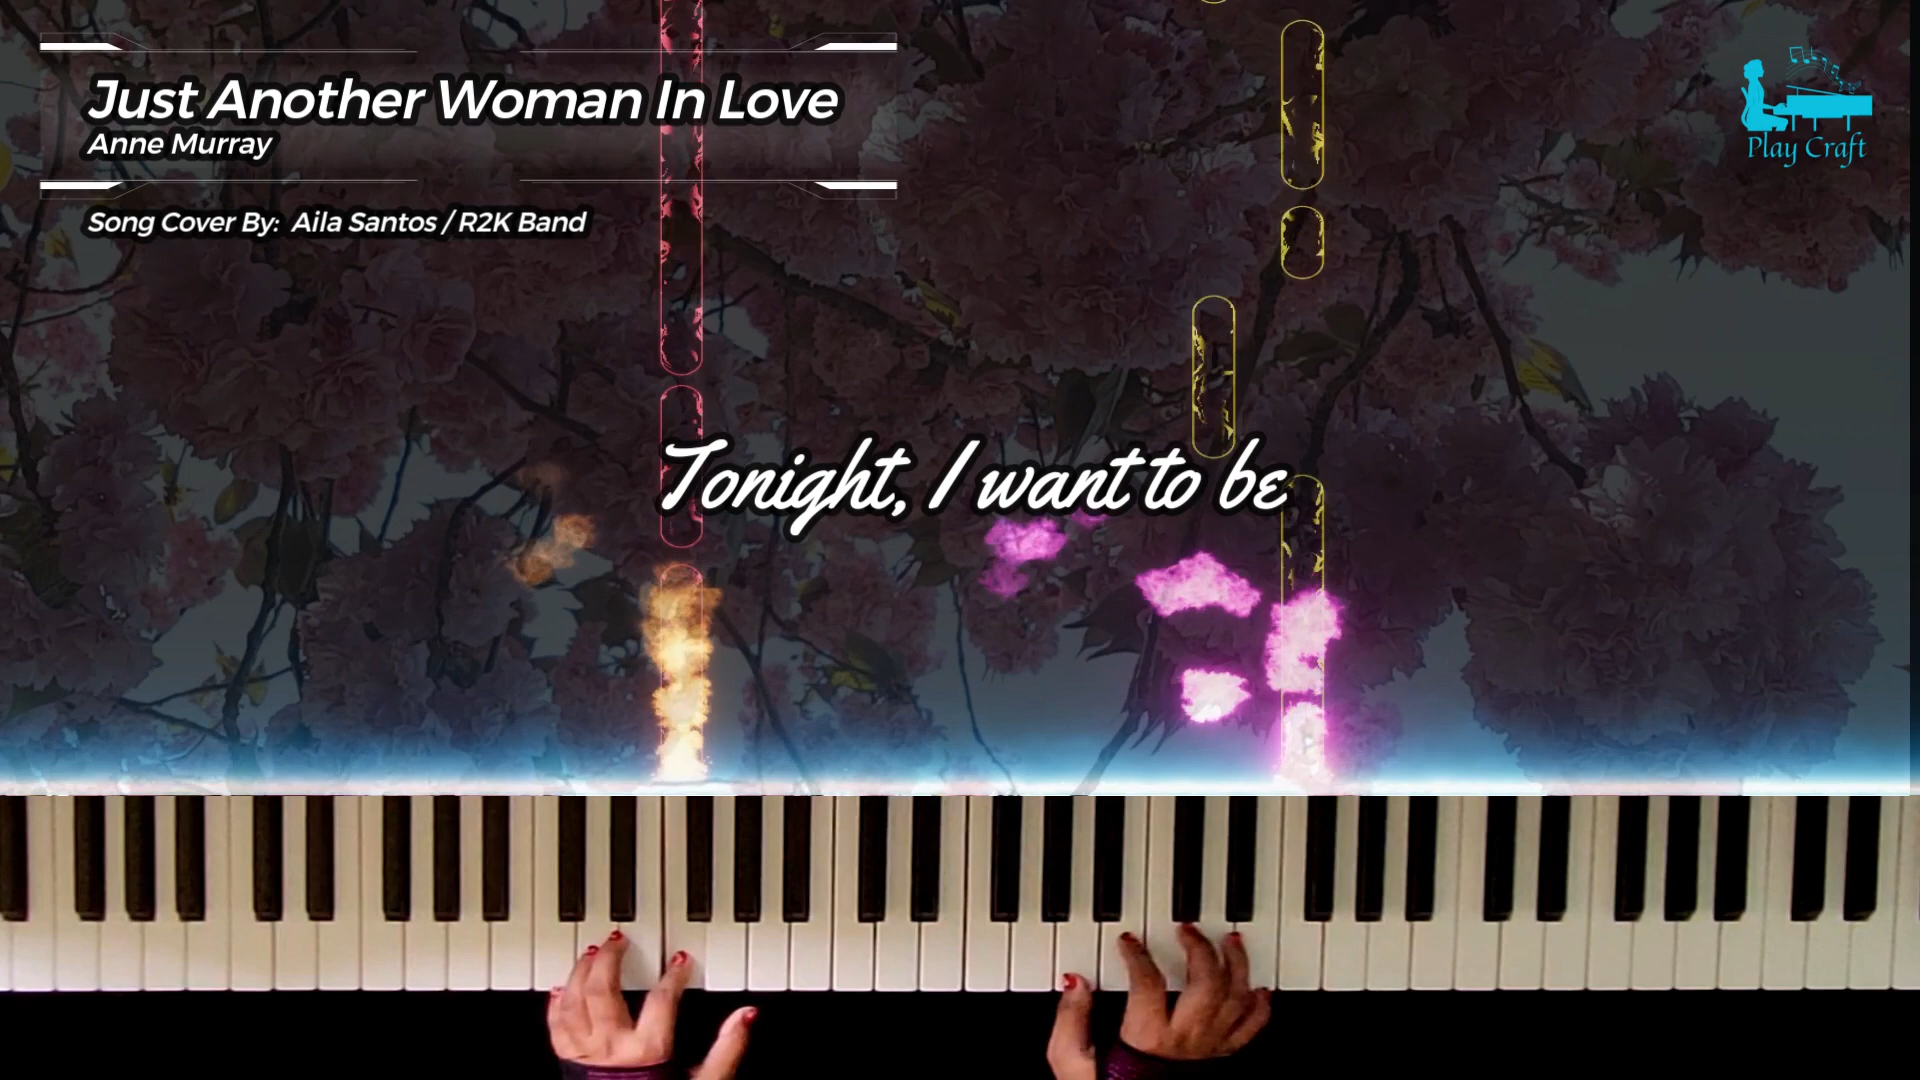 Just Another Woman In Love
Anne Murray
Song Cover By: Aila Santos / R2K Band
Play Craft
Tonight, I want to be